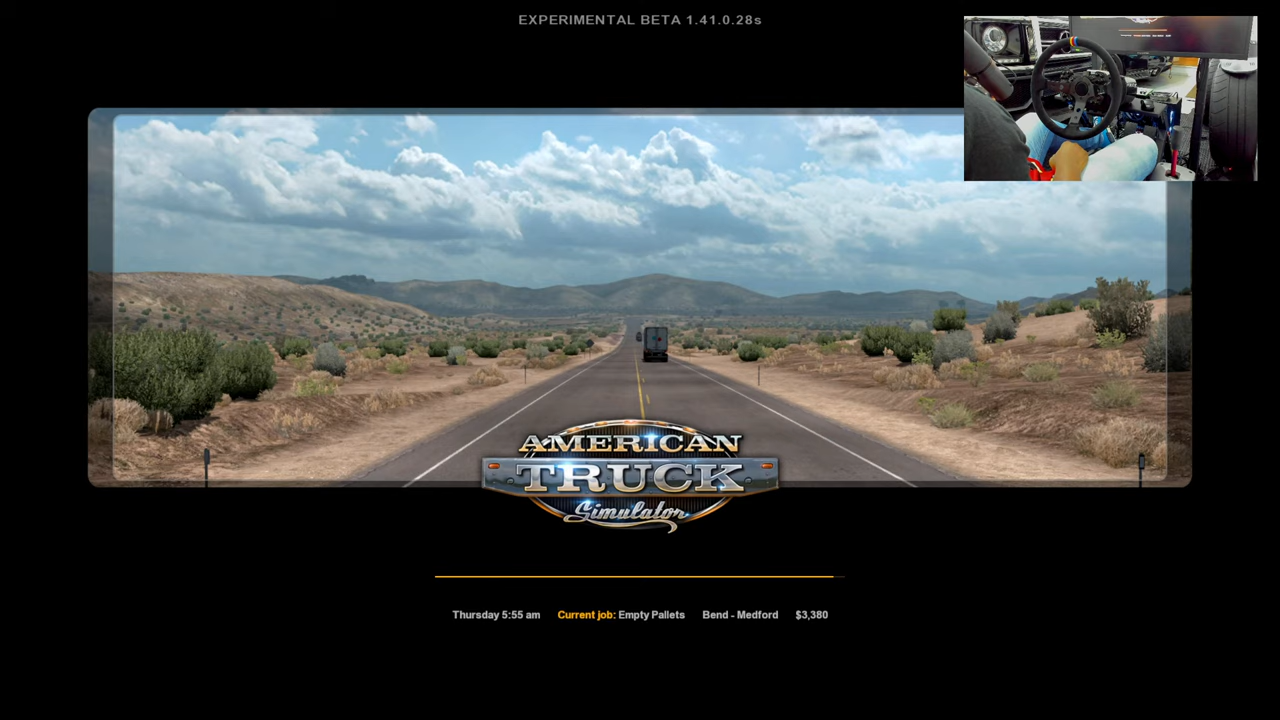 EXPERIMENTAL BETA 1.41.0.28s
AMERICAN
TRUCK
Simulator
Thursday 5:55 am Current job: Empty Pallets Bend - Medford $3,380